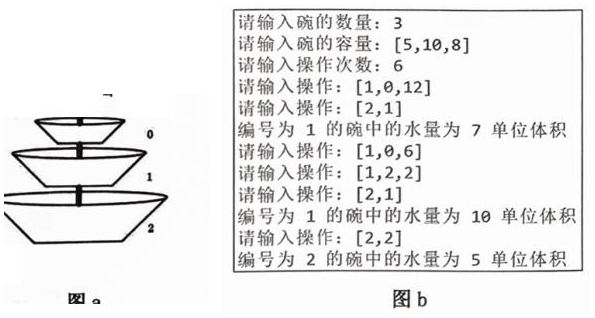 0
1
2
图a
请输入碗的数量: 3
请输入碗的容量: [5,10,8]
请输入操作次数: 6
请输入操作: [1,0,12]
请输入操作: [2,1]
编号为 1 的碗中的水量为 7 单位体积
请输入操作: [1,0,6]
请输入操作: [1,2,2]
请输入操作: [2,1]
编号为 1 的碗中的水量为 10 单位体积
请输入操作: [2,2]
编号为 2 的碗中的水量为 5 单位体积
图b